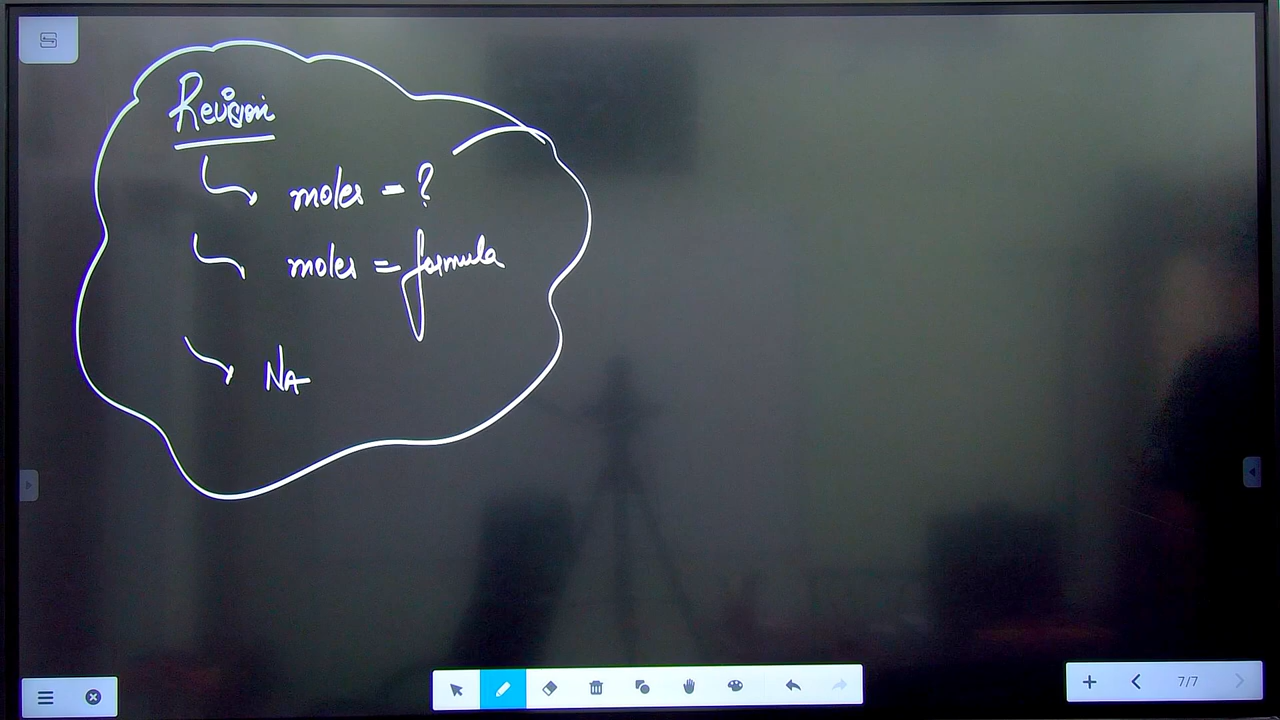 Revision
moles = ?
moles = formula
NA
7/7